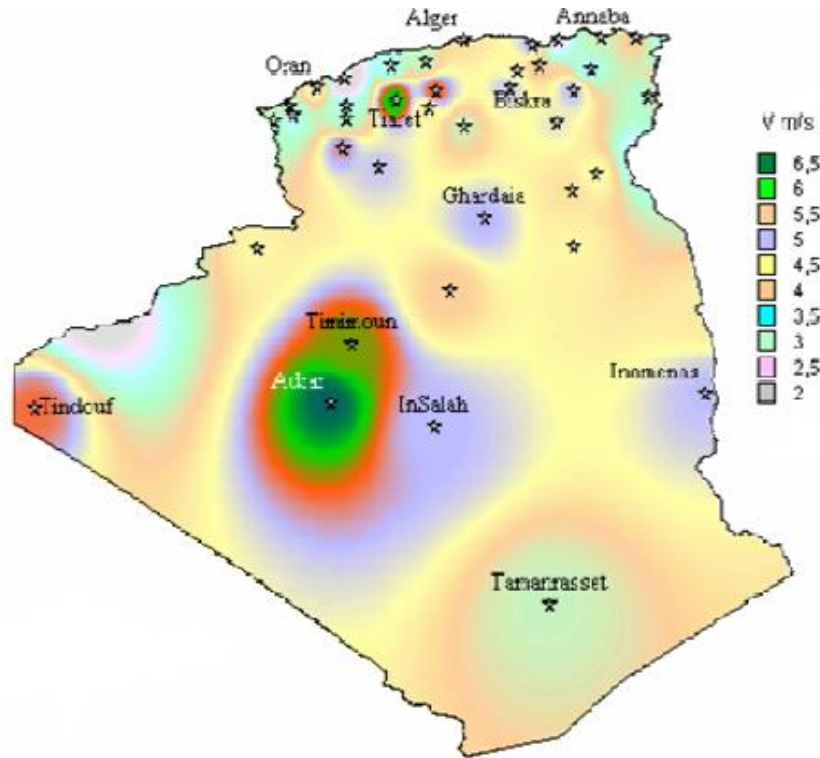 Alger
Annaba
Oran
Biskra
Tiaret
V m/s
6,5
6
5,5
5
4,5
4
3,5
3
2,5
2
Ghardaia
Timimoun
Adrar
Inamenas
Tindouf
InSalah
Tamanrasset